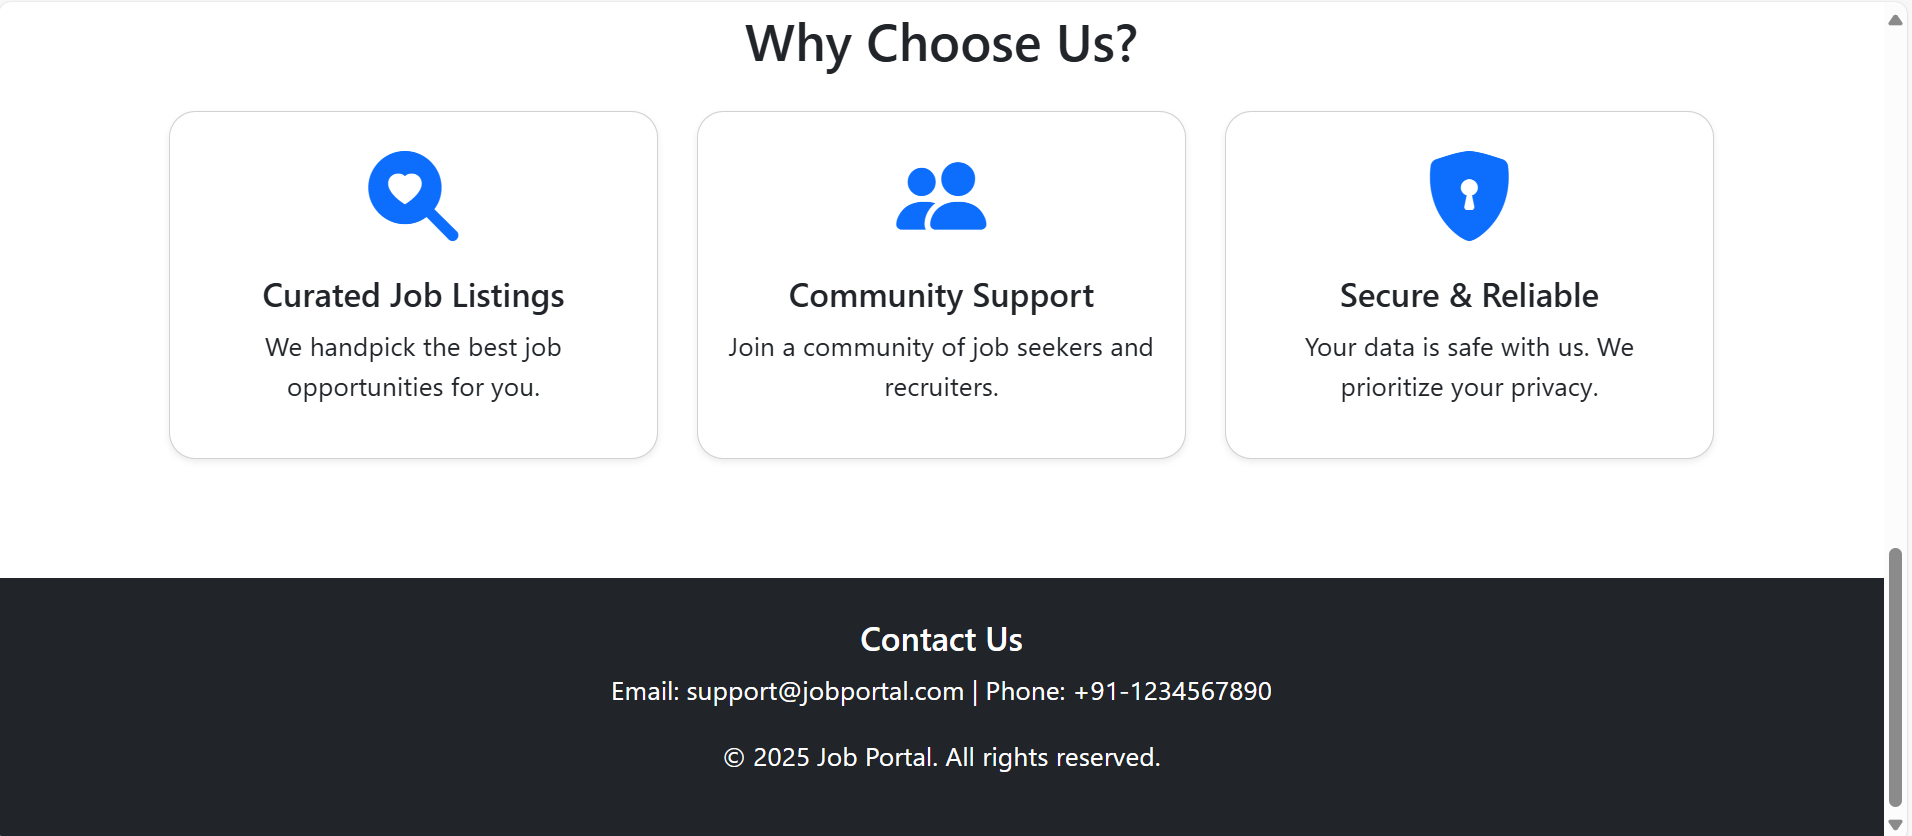 Why Choose Us?
Curated Job Listings
We handpick the best job
opportunities for you.
Community Support
Join a community of job seekers and
recruiters.
Secure & Reliable
Your data is safe with us. We
prioritize your privacy.
Contact Us
Email: support@jobportal.com | Phone: +91-1234567890
© 2025 Job Portal. All rights reserved.